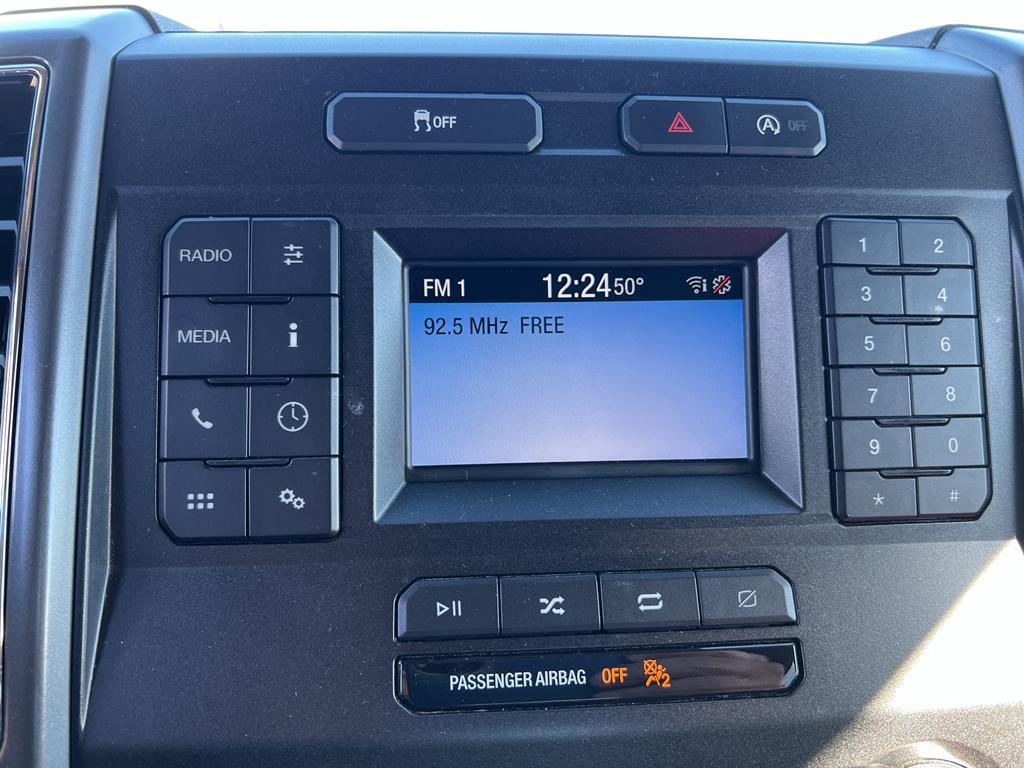 OFF
OFF
RADIO
MEDIA
i
FM 1 12:24 50°
92.5 MHz FREE
1 2
3 4
5 6
7 8
9 0
* #
PASSENGER AIRBAG OFF 2